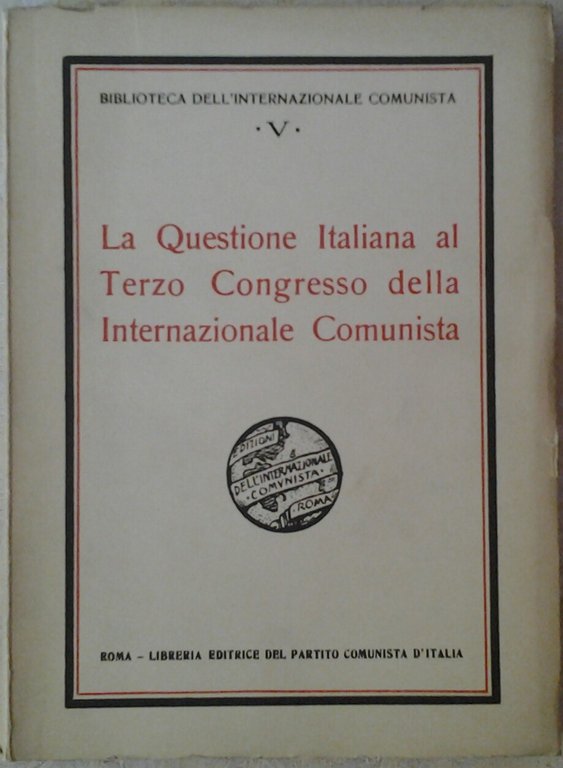 BIBLIOTECA DELL'INTERNAZIONALE COMUNISTA
· V ·
La Questione Italiana al
Terzo Congresso della
Internazionale Comunista
EDIZIONI
DELL'INTERNAZIONALE
· COMVNISTA ·
· ROMA ·
ROMA – LIBRERIA EDITRICE DEL PARTITO COMUNISTA D'ITALIA